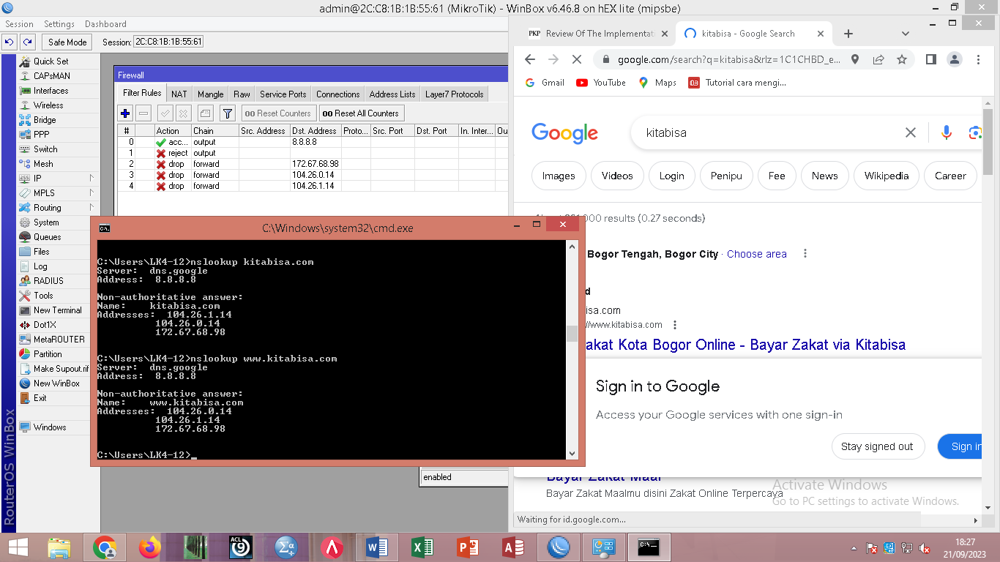 admin@2C:C8:1B:1B:55:61 (MikroTik) - WinBox v6.46.8 on hEX lite (mipsbe)
Session Settings Dashboard
Safe Mode Session: 2C:C8:1B:1B:55:61
Quick Set
CAPsMAN
Interfaces
Wireless
Bridge
PPP
Switch
Mesh
IP
MPLS
Routing
System
Queues
Files
Log
RADIUS
Tools
New Terminal
Dot1X
MetaROUTER
Partition
Make Supout.rif
New WinBox
Exit
Windows
RouterOS WinBox
Firewall
Filter Rules NAT Mangle Raw Service Ports Connections Address Lists Layer7 Protocols
00 Reset Counters 00 Reset All Counters
# Action Chain Src. Address Dst. Address Proto... Src. Port Dst. Port In. Inter... Ou
0 acc... output 8.8.8.8
1 reject output
2 drop forward 172.67.68.98
3 drop forward 104.26.0.14
4 drop forward 104.26.1.14
enabled
C:\Windows\system32\cmd.exe
C:\Users\LK4-12>nslookup kitabisa.com
Server: dns.google
Address: 8.8.8.8
Non-authoritative answer:
Name: kitabisa.com
Addresses: 104.26.1.14
104.26.0.14
172.67.68.98
C:\Users\LK4-12>nslookup www.kitabisa.com
Server: dns.google
Address: 8.8.8.8
Non-authoritative answer:
Name: www.kitabisa.com
Addresses: 104.26.0.14
104.26.1.14
172.67.68.98
C:\Users\LK4-12>_
PKP Review Of The Implementat kitabisa - Google Search
google.com/search?q=kitabisa&rlz=1C1CHBD_e...
Gmail YouTube Maps Tutorial cara mengi...
Google kitabisa
Images Videos Login Penipu Fee News Wikipedia Career
000 results (0.27 seconds)
Bogor Tengah, Bogor City · Choose area
d
isa.com
//www.kitabisa.com
akat Kota Bogor Online - Bayar Zakat via Kitabisa
Sign in to Google
Access your Google services with one sign-in
Stay signed out Sign in
Bayar Zakat Maal
Bayar Zakat Maalmu disini Zakat Online Terpercaya
Activate Windows
Go to PC settings to activate Windows.
Waiting for id.google.com...
ACL
9
18:27
21/09/2023